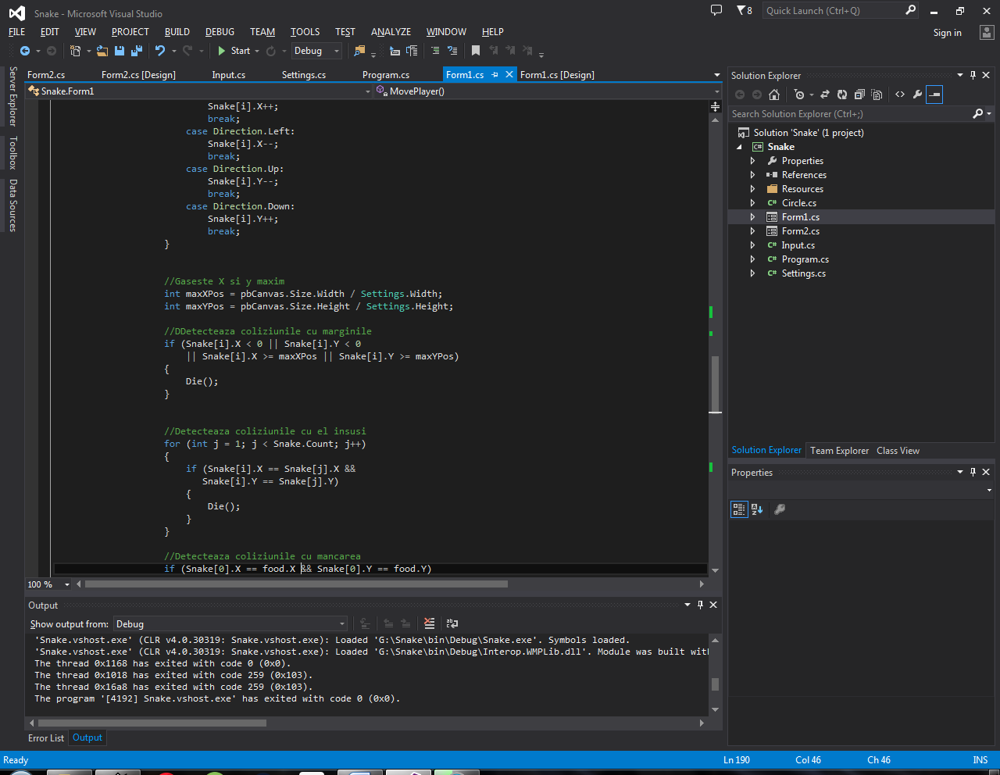 Snake - Microsoft Visual Studio
8
Quick Launch (Ctrl+Q)
FILE EDIT VIEW PROJECT BUILD DEBUG TEAM TOOLS TEST ANALYZE WINDOW HELP
Sign in
Start Debug
Server Explorer
Toolbox
Data Sources
Form2.cs Form2.cs [Design] Input.cs Settings.cs Program.cs Form1.cs Form1.cs [Design]
Snake.Form1 MovePlayer()
Snake[i].X++;
break;
case Direction.Left:
Snake[i].X--;
break;
case Direction.Up:
Snake[i].Y--;
break;
case Direction.Down:
Snake[i].Y++;
break;
}
//Gaseste X si y maxim
int maxXPos = pbCanvas.Size.Width / Settings.Width;
int maxYPos = pbCanvas.Size.Height / Settings.Height;
//DDetecteaza coliziunile cu marginile
if (Snake[i].X < 0 || Snake[i].Y < 0
|| Snake[i].X >= maxXPos || Snake[i].Y >= maxYPos)
{
Die();
}
//Detecteaza coliziunile cu el insusi
for (int j = 1; j < Snake.Count; j++)
{
if (Snake[i].X == Snake[j].X &&
Snake[i].Y == Snake[j].Y)
{
Die();
}
}
//Detecteaza coliziunile cu mancarea
if (Snake[0].X == food.X && Snake[0].Y == food.Y)
100 %
Output
Show output from: Debug
'Snake.vshost.exe' (CLR v4.0.30319: Snake.vshost.exe): Loaded 'G:\Snake\bin\Debug\Snake.exe'. Symbols loaded.
'Snake.vshost.exe' (CLR v4.0.30319: Snake.vshost.exe): Loaded 'G:\Snake\bin\Debug\Interop.WMPLib.dll'. Module was built wit
The thread 0x1168 has exited with code 0 (0x0).
The thread 0x1018 has exited with code 259 (0x103).
The thread 0x16a8 has exited with code 259 (0x103).
The program '[4192] Snake.vshost.exe' has exited with code 0 (0x0).
Error List Output
Solution Explorer
Search Solution Explorer (Ctrl+;)
Solution 'Snake' (1 project)
C# Snake
Properties
References
Resources
C# Circle.cs
Form1.cs
Form2.cs
C# Input.cs
C# Program.cs
C# Settings.cs
Solution Explorer Team Explorer Class View
Properties
Ready Ln 190 Col 46 Ch 46 INS